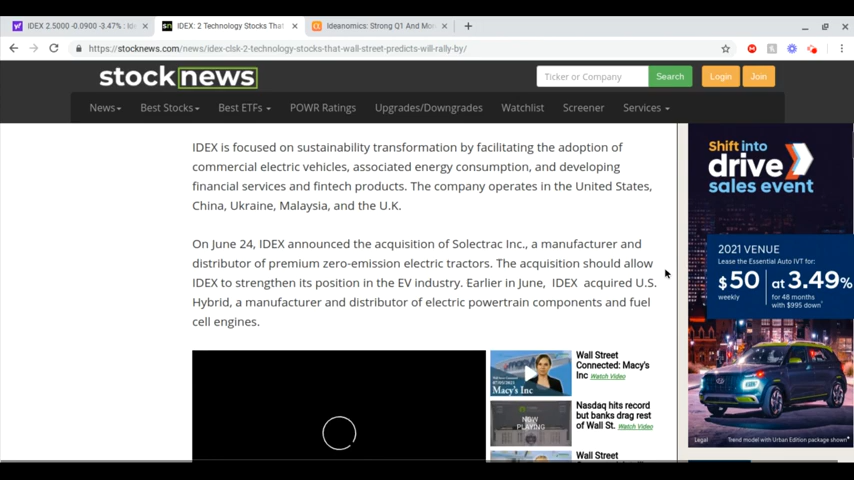 IDEX 2.5000 -0.0900 -3.47% : Ide
IDEX: 2 Technology Stocks That
Ideanomics: Strong Q1 And Mo
https://stocknews.com/news/idex-clsk-2-technology-stocks-that-wall-street-predicts-will-rally-by/
stocknews
Ticker or Company
Search
Login
Join
News
Best Stocks
Best ETFs
POWR Ratings
Upgrades/Downgrades
Watchlist
Screener
Services
IDEX is focused on sustainability transformation by facilitating the adoption of
commercial electric vehicles, associated energy consumption, and developing
financial services and fintech products. The company operates in the United States,
China, Ukraine, Malaysia, and the U.K.
On June 24, IDEX announced the acquisition of Solectrac Inc., a manufacturer and
distributor of premium zero-emission electric tractors. The acquisition should allow
IDEX to strengthen its position in the EV industry. Earlier in June, IDEX acquired U.S.
Hybrid, a manufacturer and distributor of electric powertrain components and fuel
cell engines.
Wall Street
Connected: Macy's
Inc Watch Video
Macy's Inc
Nasdaq hits record
but banks drag rest
of Wall St. Watch Video
NOW
PLAYING
Wall Street
Shift into
drive
sales event
2021 VENUE
Lease the Essential Auto IVT for:
$50 at 3.49%
weekly
for 48 months
with $995 down
Legal
Trend model with Urban Edition package shown